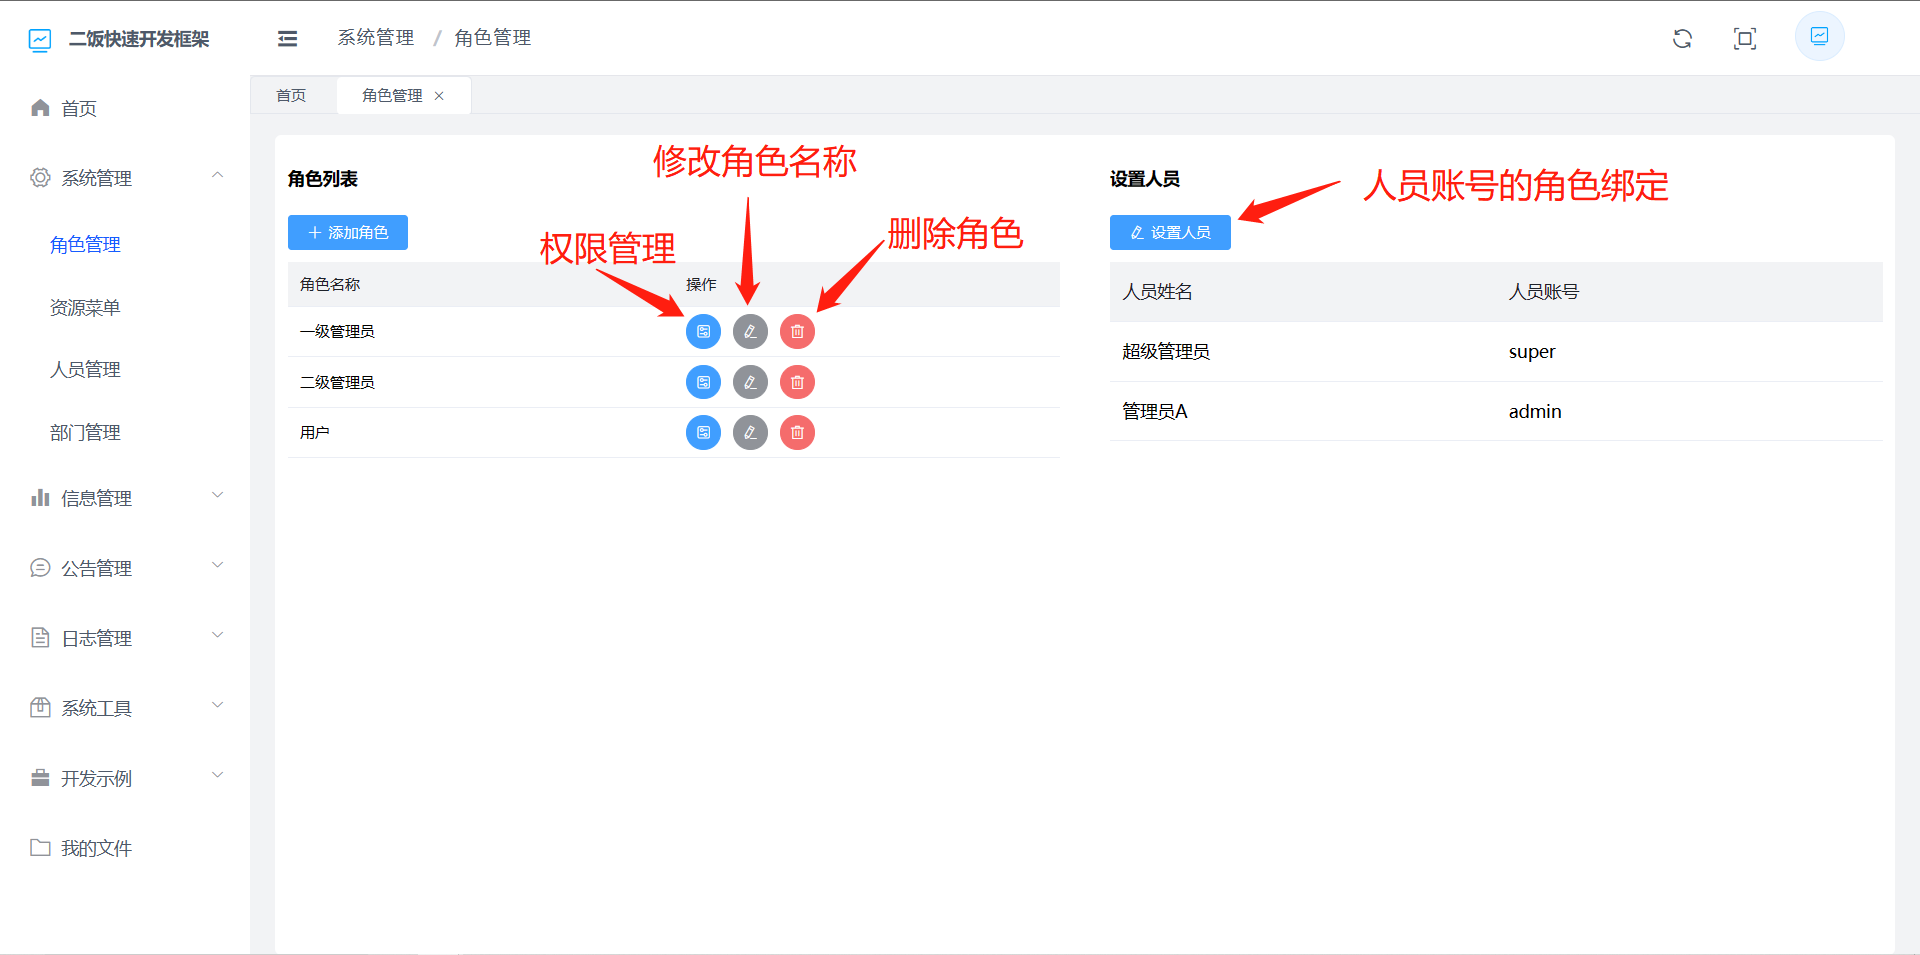 二饭快速开发框架
系统管理 / 角色管理
首页
角色管理
首页
系统管理
角色管理
资源菜单
人员管理
部门管理
信息管理
公告管理
日志管理
系统工具
开发示例
我的文件
角色列表
添加角色
修改角色名称
权限管理
删除角色
角色名称 操作
一级管理员
二级管理员
用户
设置人员
设置人员
人员账号的角色绑定
人员姓名 人员账号
超级管理员 super
管理员A admin